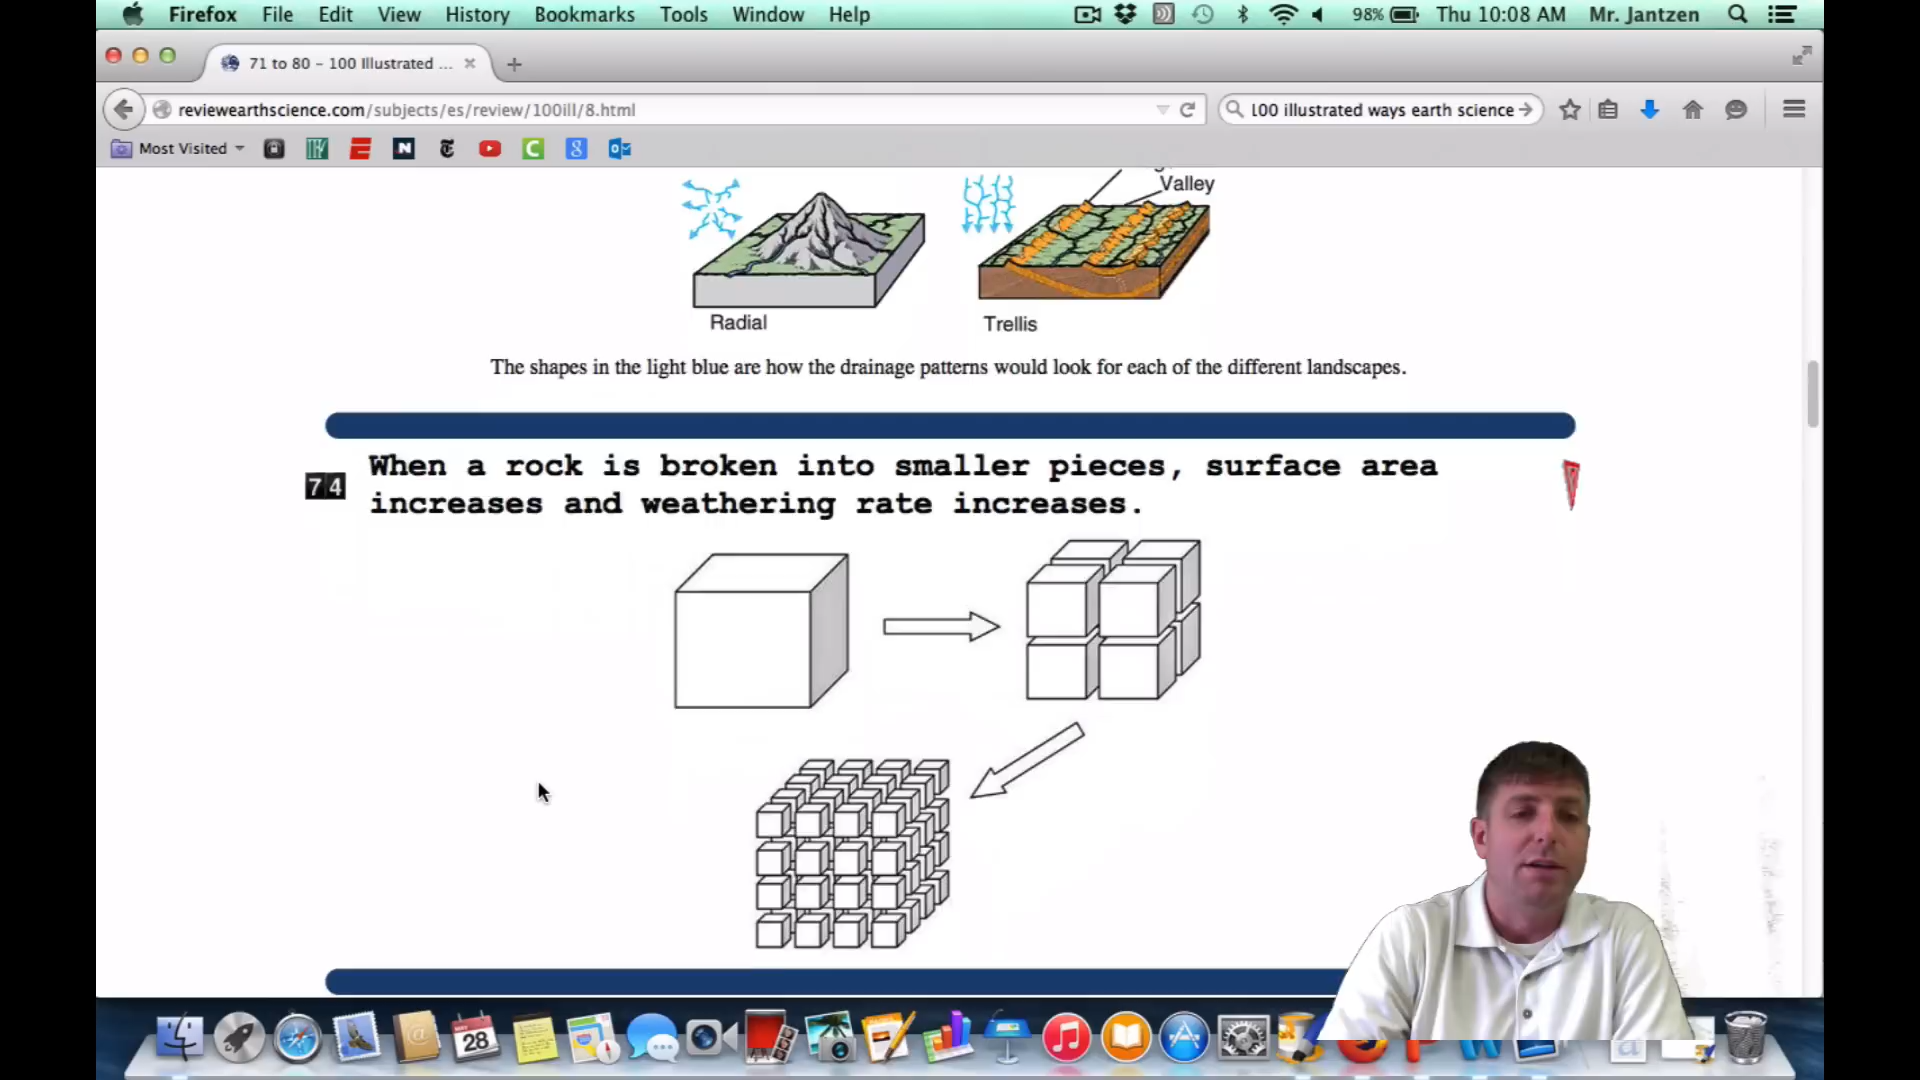 Firefox File Edit View History Bookmarks Tools Window Help 98% Thu 10:08 AM Mr. Jantzen
71 to 80 - 100 Illustrated ...
reviewearthscience.com/subjects/es/review/100ill/8.html
100 illustrated ways earth science
Most Visited
Valley
Radial
Trellis
The shapes in the light blue are how the drainage patterns would look for each of the different landscapes.
74
When a rock is broken into smaller pieces, surface area
increases and weathering rate increases.
28